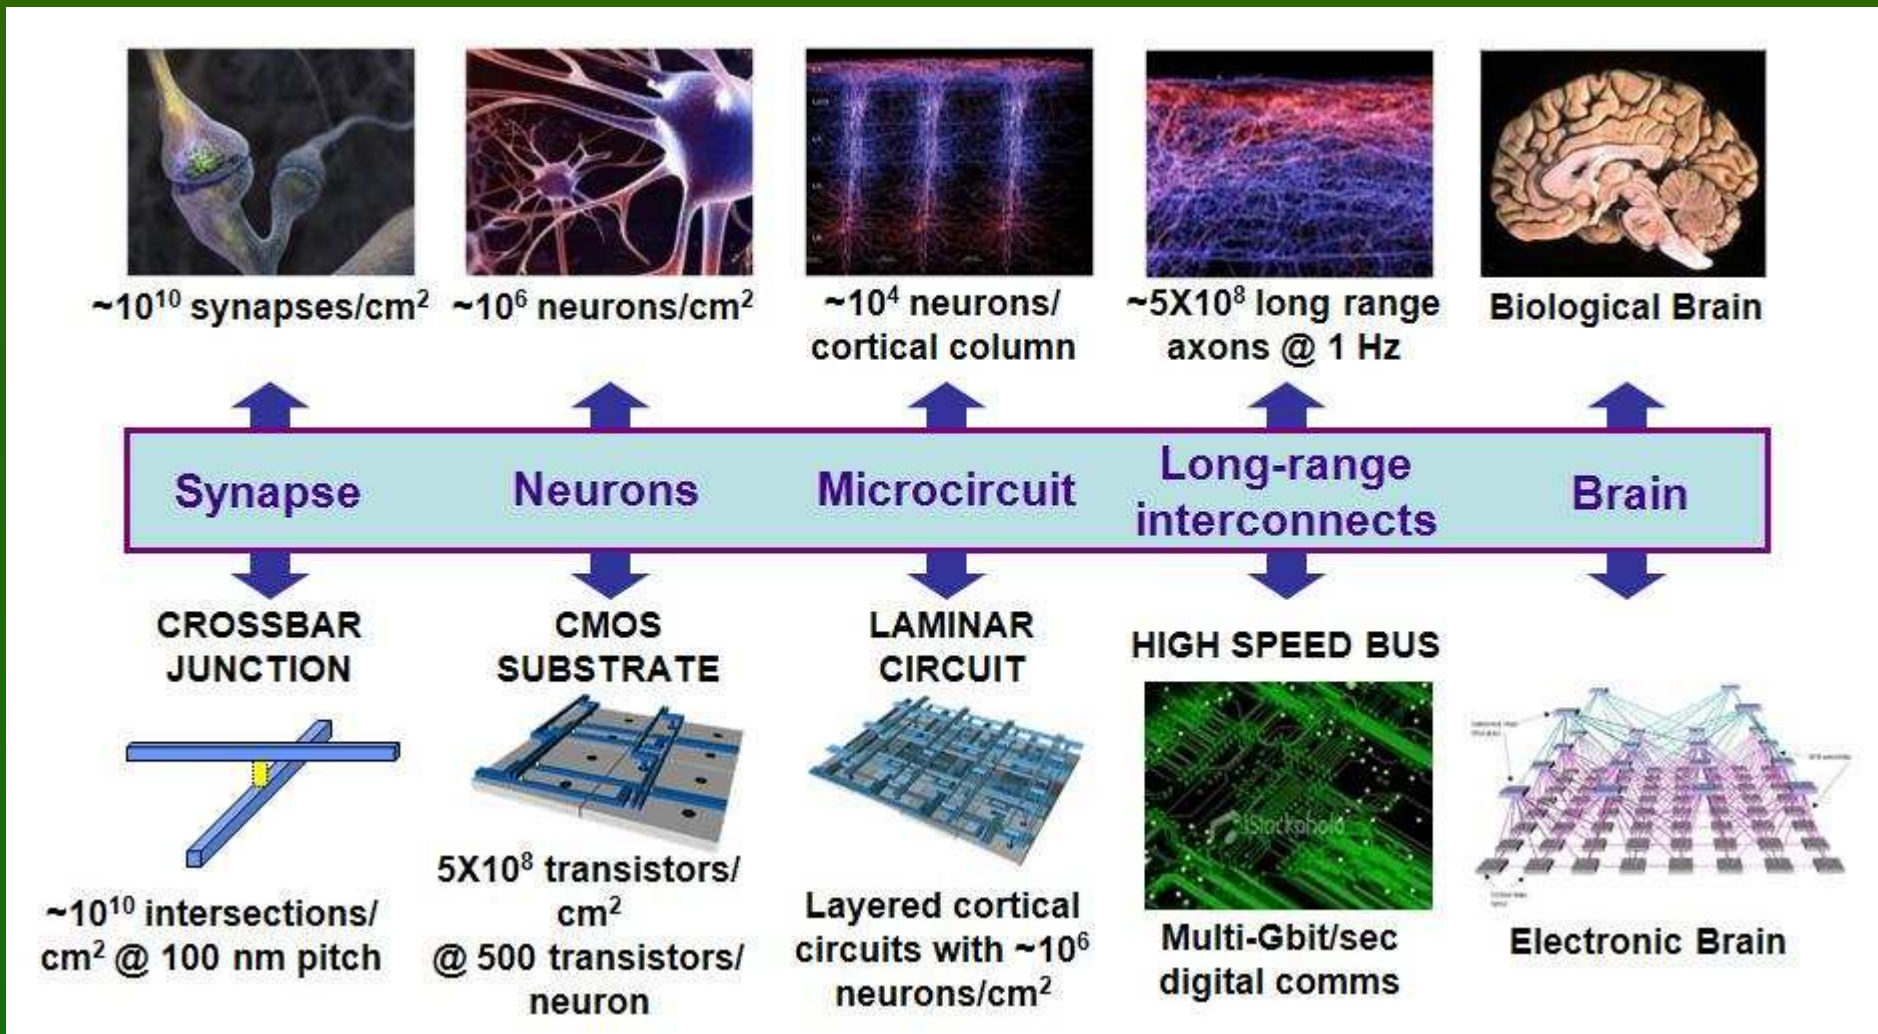 ~10¹⁰ synapses/cm²
~10⁶ neurons/cm²
~10⁴ neurons/
cortical column
~5X10⁸ long range
axons @ 1 Hz
Biological Brain
Synapse
Neurons
Microcircuit
Long-range
interconnects
Brain
CROSSBAR
JUNCTION
~10¹⁰ intersections/
cm² @ 100 nm pitch
CMOS
SUBSTRATE
5X10⁸ transistors/
cm²
@ 500 transistors/
neuron
LAMINAR
CIRCUIT
Layered cortical
circuits with ~10⁶
neurons/cm²
HIGH SPEED BUS
iStockphoto
Multi-Gbit/sec
digital comms
Electronic Brain